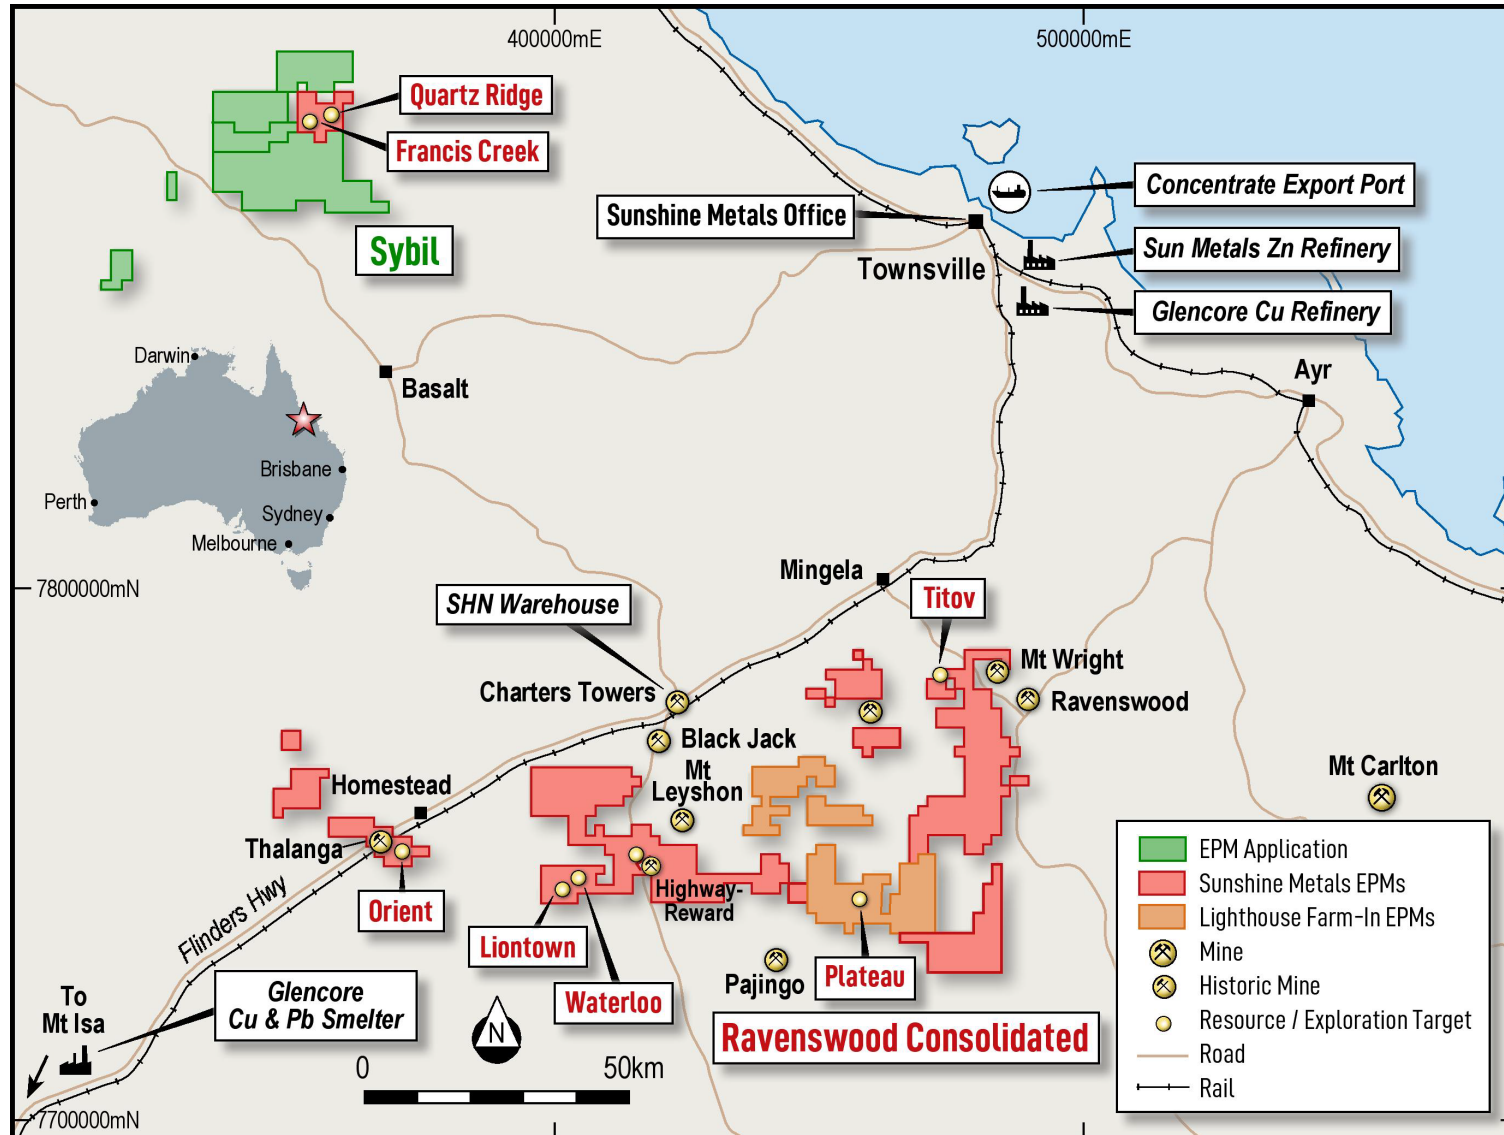 400000mE
500000mE
Quartz Ridge
Francis Creek
Sybil
Concentrate Export Port
Sunshine Metals Office
Sun Metals Zn Refinery
Townsville
Glencore Cu Refinery
Darwin
Basalt
Ayr
Brisbane
Perth
Sydney
Melbourne
Mingela
7800000mN
SHN Warehouse
Titov
Mt Wright
Charters Towers
Ravenswood
Black Jack
Mt
Leyshon
Mt Carlton
Homestead
Thalanga
Highway-
Reward
Orient
Flinders Hwy
Liontown
Waterloo
Pajingo
Plateau
To
Mt Isa
Glencore
Cu & Pb Smelter
N
Ravenswood Consolidated
0
50km
7700000mN
EPM Application
Sunshine Metals EPMs
Lighthouse Farm-In EPMs
Mine
Historic Mine
Resource / Exploration Target
Road
Rail